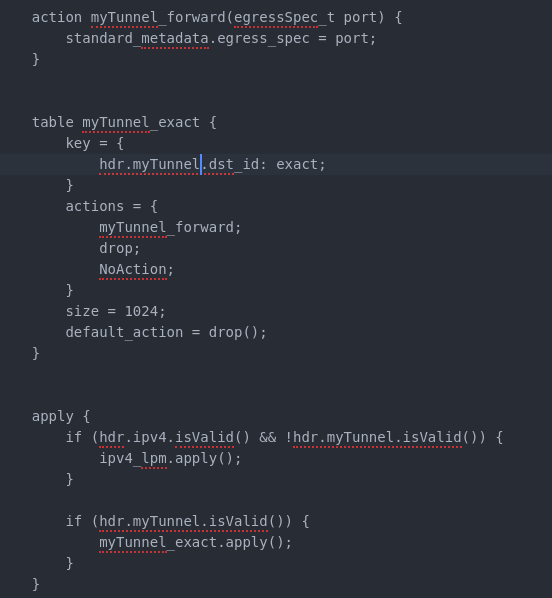 action myTunnel_forward(egressSpec_t port) {
    standard_metadata.egress_spec = port;
}
table myTunnel_exact {
    key = {
        hdr.myTunnel.dst_id: exact;
    }
    actions = {
        myTunnel_forward;
        drop;
        NoAction;
    }
    size = 1024;
    default_action = drop();
}
apply {
    if (hdr.ipv4.isValid() && !hdr.myTunnel.isValid()) {
        ipv4_lpm.apply();
    }
    if (hdr.myTunnel.isValid()) {
        myTunnel_exact.apply();
    }
}